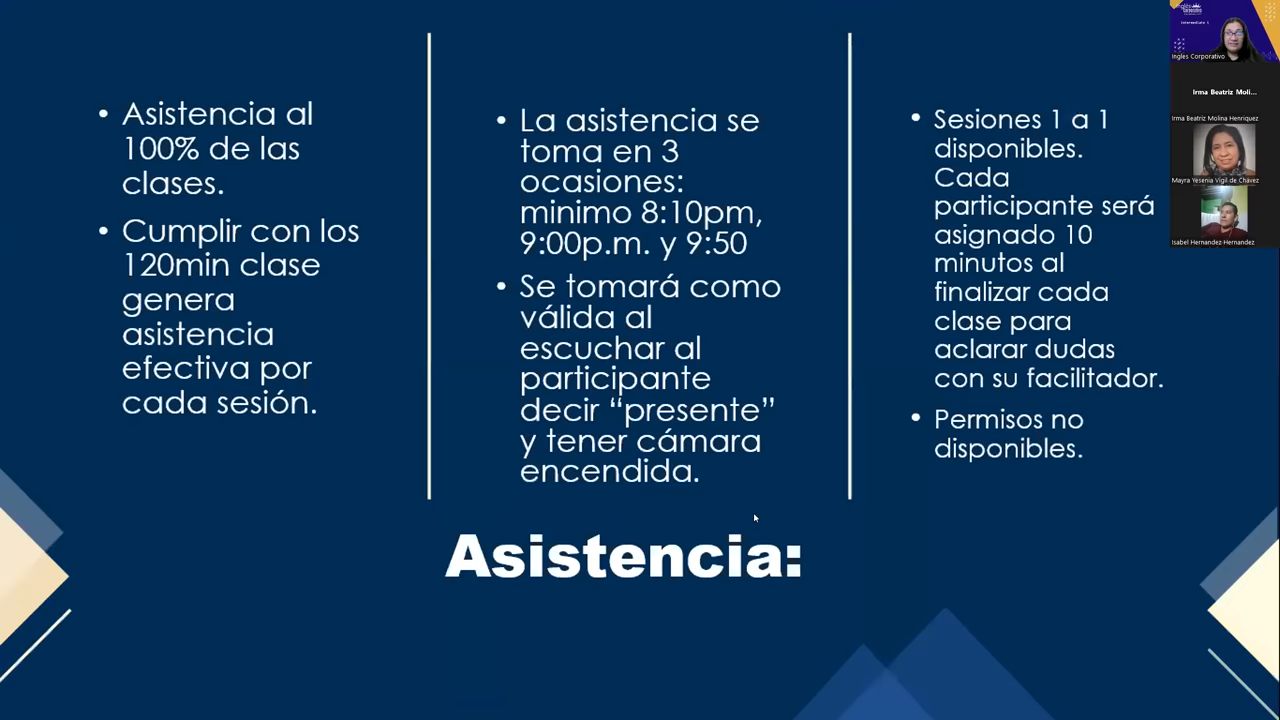 • Asistencia al
100% de las
clases.
• Cumplir con los
120min clase
genera
asistencia
efectiva por
cada sesión.
• La asistencia se
toma en 3
ocasiones:
minimo 8:10pm,
9:00p.m. y 9:50
• Se tomará como
válida al
escuchar al
participante
decir “presente”
y tener cámara
encendida.
• Sesiones 1 a 1
disponibles.
Cada
participante será
asignado 10
minutos al
finalizar cada
clase para
aclarar dudas
con su facilitador.
• Permisos no
disponibles.
Asistencia:
Intermediate 1
Ingles Corporativo
Irma Beatriz Moli...
Irma Beatriz Molina Henriquez
Mayra Yesenia Vigil de Chávez
Isabel Hernandez-Hernandez